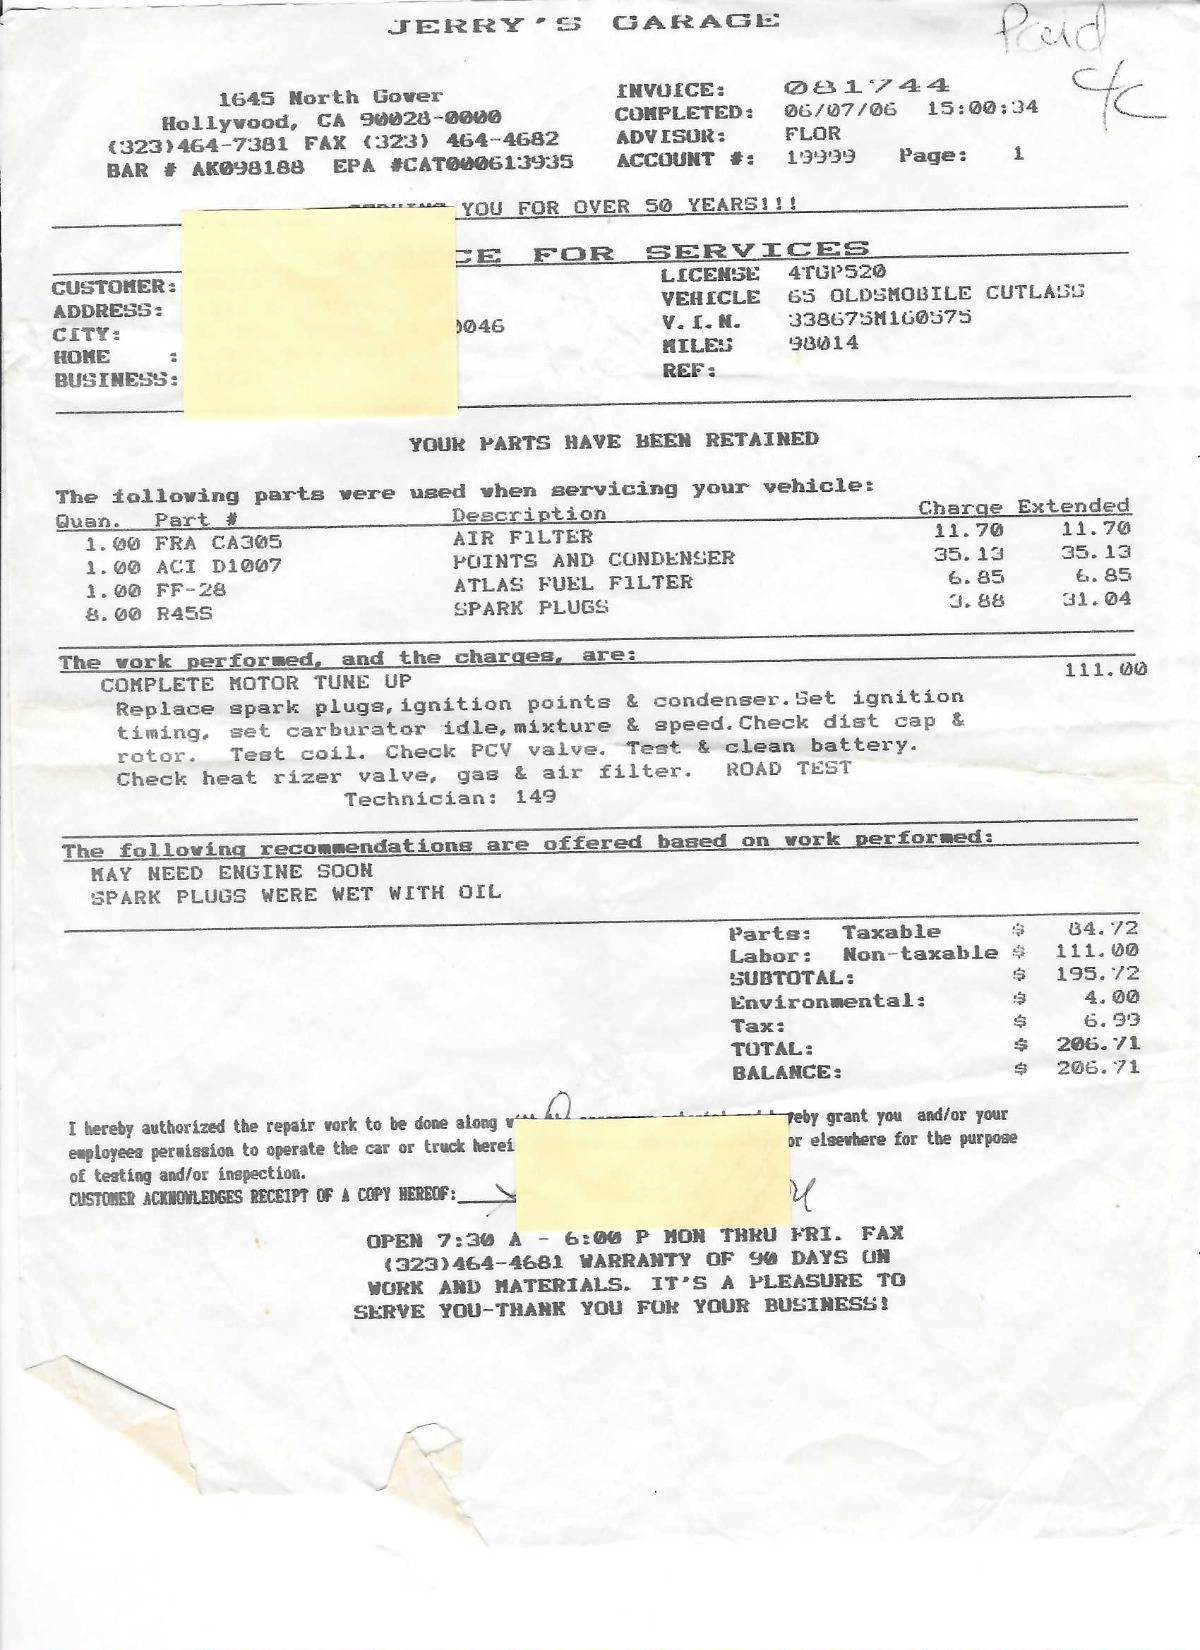 JERRY'S GARAGE
Paid
C/C
1645 North Gower
Hollywood, CA 90028-0000
(323)464-7381 FAX (323) 464-4682
BAR # AK098188 EPA #CAT000613935
INVOICE: 081744
COMPLETED: 06/07/06 15:00:34
ADVISOR: FLOR
ACCOUNT #: 19999 Page: 1
YOU FOR OVER 50 YEARS!!!
CE FOR SERVICES
CUSTOMER:
ADDRESS:
CITY: 0046
HOME :
BUSINESS:
LICENSE 4TGP520
VEHICLE 65 OLDSMOBILE CUTLASS
V.I.N. 338675M160575
MILES 98014
REF:
YOUR PARTS HAVE BEEN RETAINED
The following parts were used when servicing your vehicle:
Quan. Part # Description Charge Extended
1.00 FRA CA305 AIR FILTER 11.70 11.70
1.00 ACI D1007 POINTS AND CONDENSER 35.13 35.13
1.00 FF-28 ATLAS FUEL FILTER 6.85 6.85
8.00 R45S SPARK PLUGS 3.88 31.04
The work performed, and the charges, are:
COMPLETE MOTOR TUNE UP 111.00
Replace spark plugs,ignition points & condenser.Set ignition
timing, set carburator idle,mixture & speed.Check dist cap &
rotor. Test coil. Check PCV valve. Test & clean battery.
Check heat rizer valve, gas & air filter. ROAD TEST
Technician: 149
The following recommendations are offered based on work performed:
MAY NEED ENGINE SOON
SPARK PLUGS WERE WET WITH OIL
Parts: Taxable $ 84.72
Labor: Non-taxable $ 111.00
SUBTOTAL: $ 195.72
Environmental: $ 4.00
Tax: $ 6.99
TOTAL: $ 206.71
BALANCE: $ 206.71
I hereby authorized the repair work to be done along reby grant you and/or your
employees permission to operate the car or truck herei or elsewhere for the purpose
of testing and/or inspection.
CUSTOMER ACKNOWLEDGES RECEIPT OF A COPY HEREOF:
OPEN 7:30 A - 6:00 P MON THRU FRI. FAX
(323)464-4681 WARRANTY OF 90 DAYS ON
WORK AND MATERIALS. IT'S A PLEASURE TO
SERVE YOU-THANK YOU FOR YOUR BUSINESS!